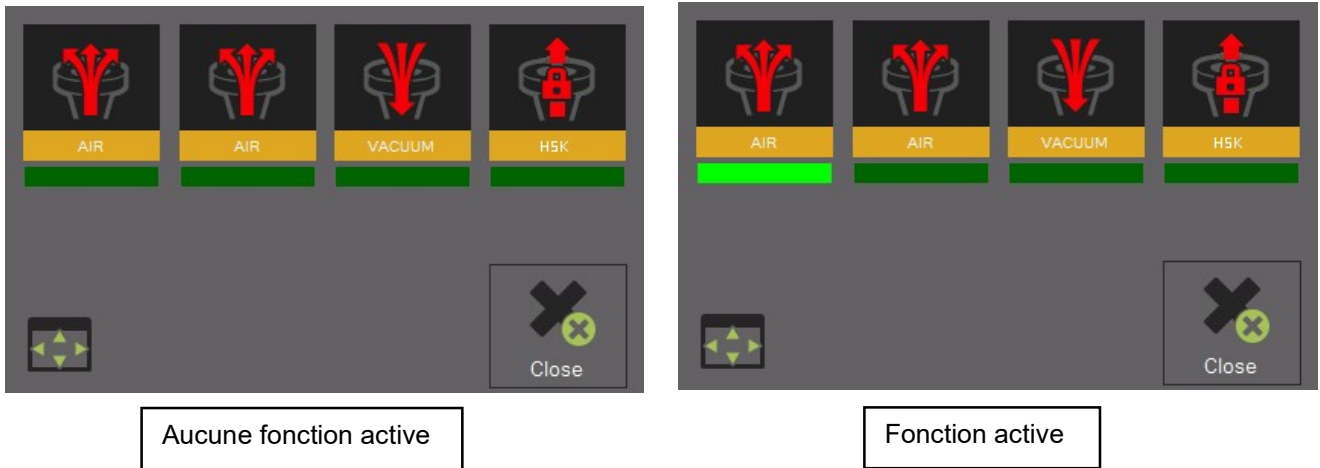 AIR AIR VACUUM HSK
Close
Aucune fonction active
AIR AIR VACUUM HSK
Close
Fonction active